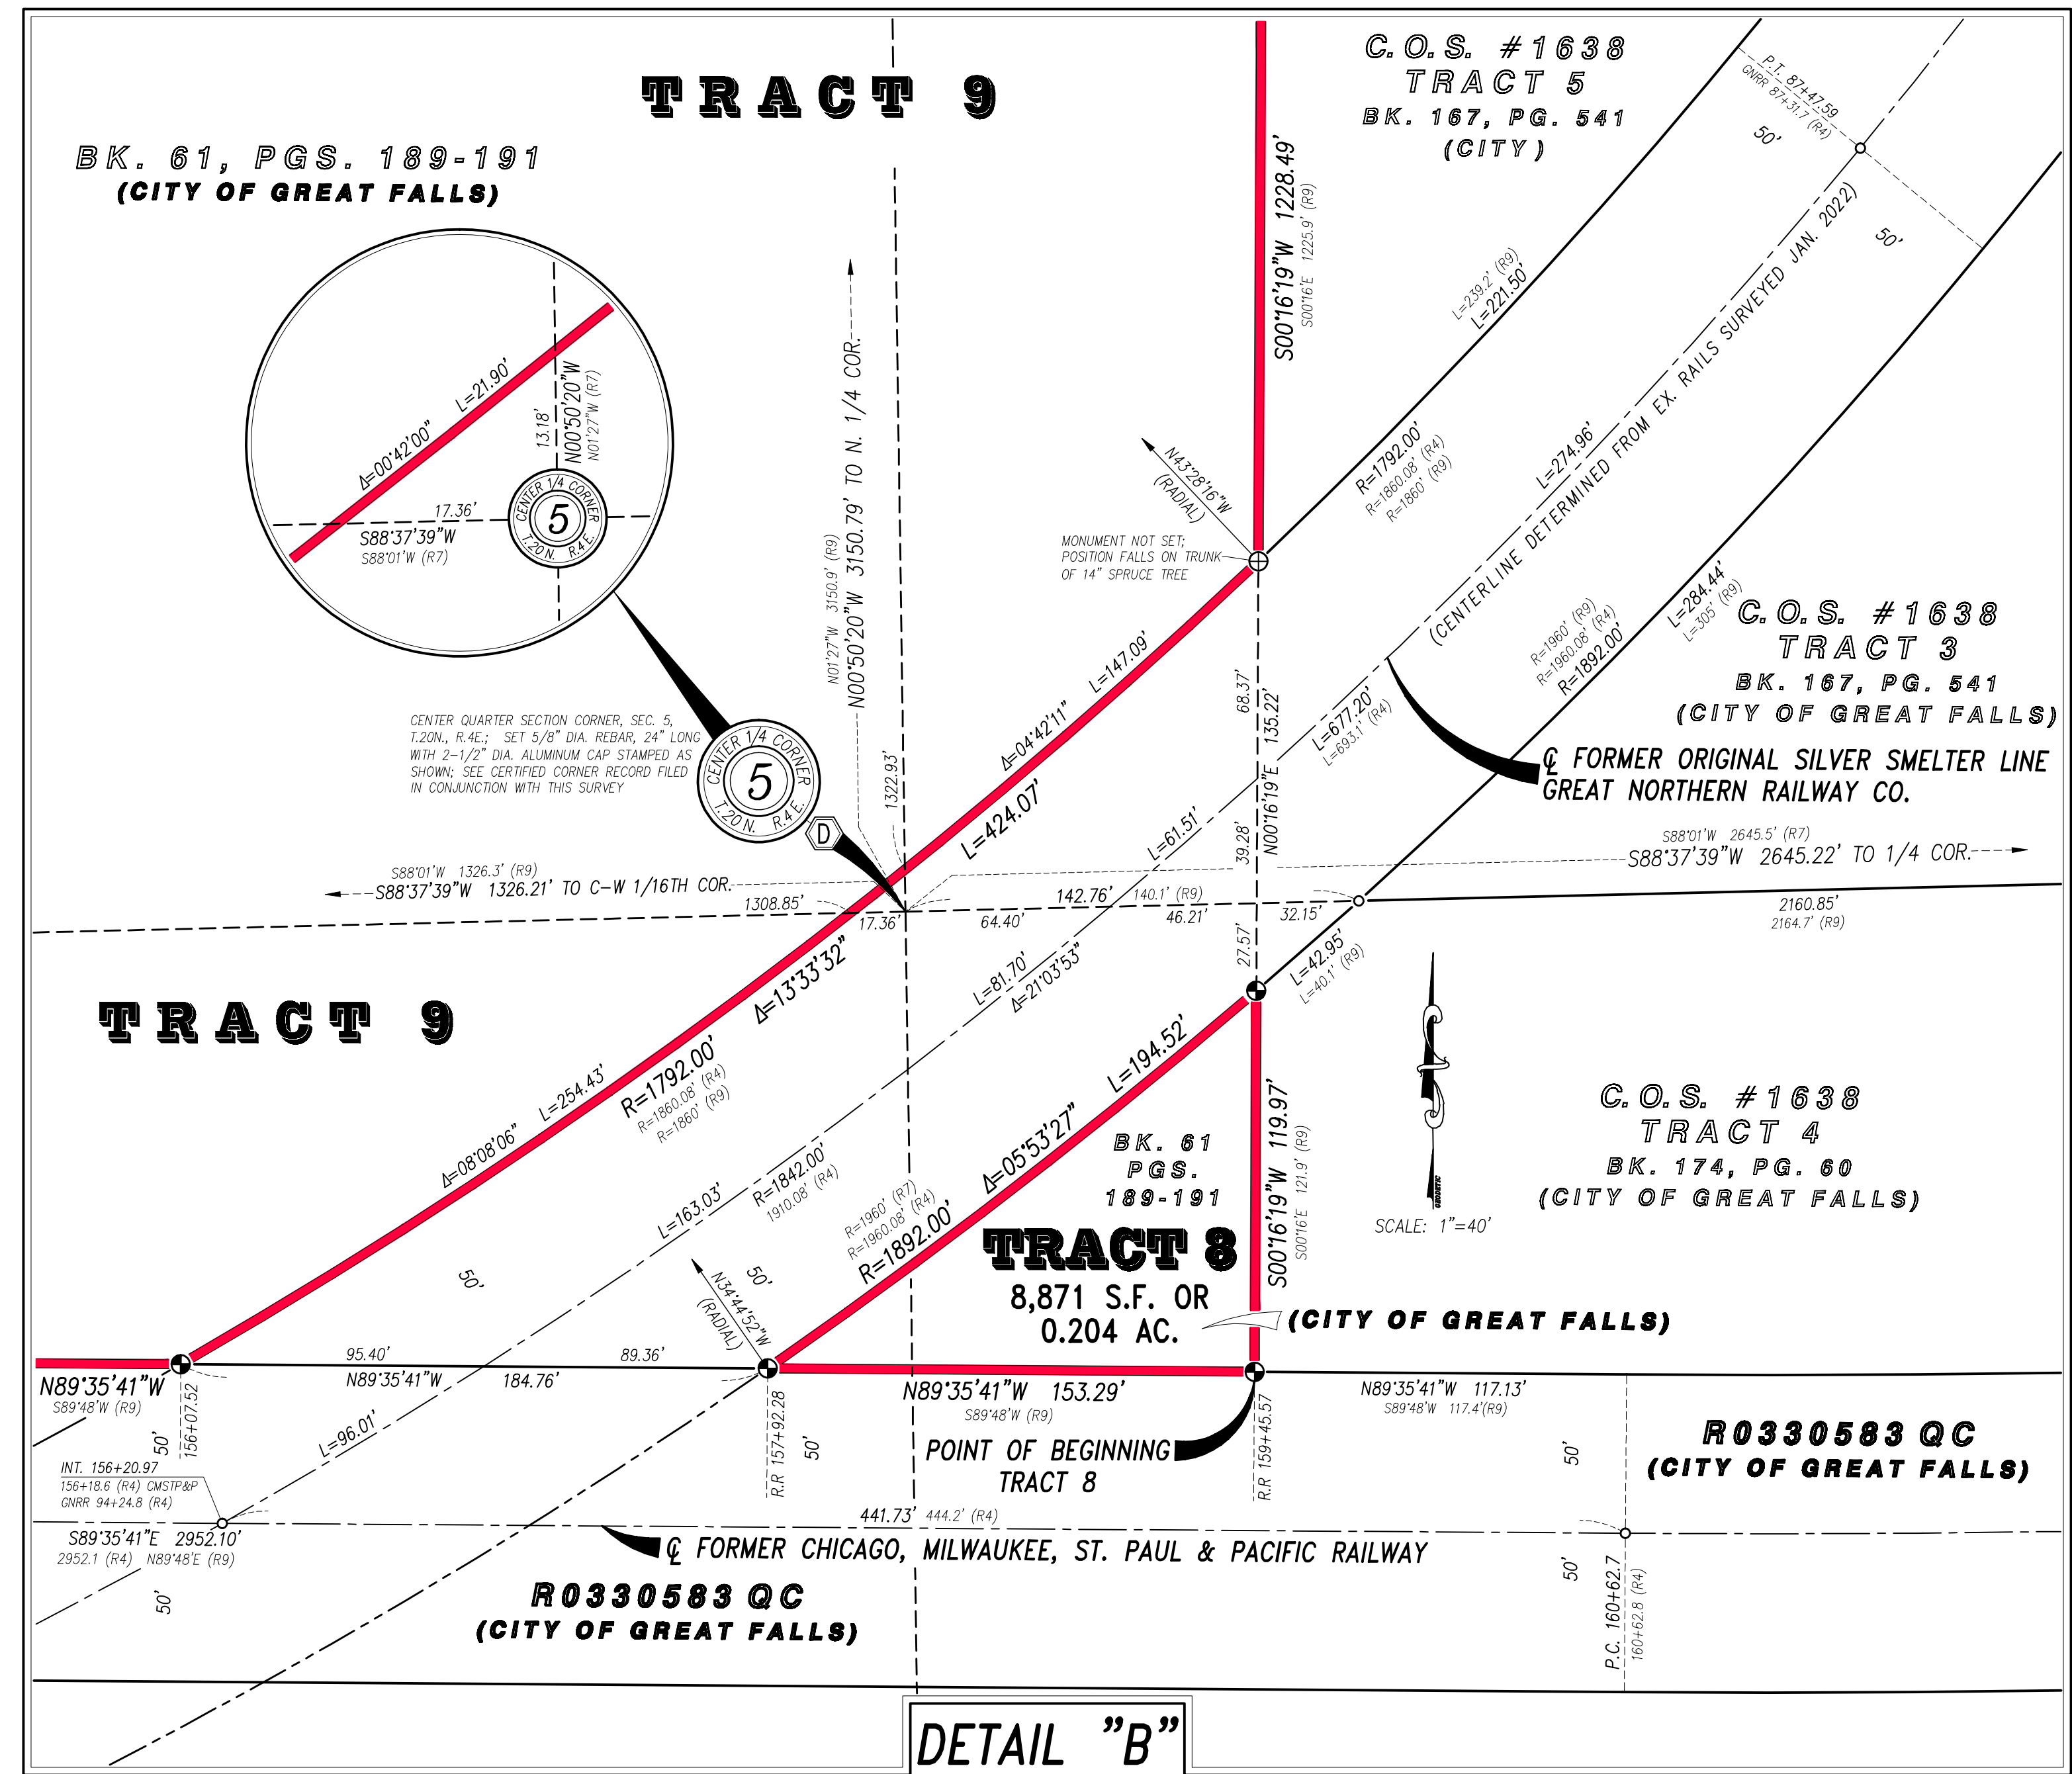 TRACT 9
BK. 61, PGS. 189-191
(CITY OF GREAT FALLS)
C.O.S. #1638
TRACT 5
BK. 167, PG. 541
(CITY)
P.T. 87+47.59
GNRR 87+31.7 (R4)
50'
50'
S00°16'19"W 1228.49'
S00°16'E 1225.9' (R9)
L=239.2' (R9)
L=221.50'
(CENTERLINE DETERMINED FROM EX. RAILS SURVEYED JAN. 2022)
L=274.96'
R=1792.00'
R=1860.08' (R4)
R=1860' (R9)
N43°28'16"W
(RADIAL)
MONUMENT NOT SET;
POSITION FALLS ON TRUNK
OF 14" SPRUCE TREE
Δ=00°42'00"
L=21.90'
13.18'
N00°50'20"W
N01°27"W (R7)
17.36'
S88°37'39"W
S88°01'W (R7)
CENTER 1/4 CORNER
5
T.20 N. R.4 E.
N01°27"W 3150.9' (R9)
N00°50'20"W 3150.79' TO N. 1/4 COR.
1322.93'
CENTER QUARTER SECTION CORNER, SEC. 5,
T.20N., R.4E.; SET 5/8" DIA. REBAR, 24" LONG
WITH 2-1/2" DIA. ALUMINUM CAP STAMPED AS
SHOWN; SEE CERTIFIED CORNER RECORD FILED
IN CONJUNCTION WITH THIS SURVEY
CENTER 1/4 CORNER
5
T.20 N. R.4 E.
D
Δ=04°42'11"
L=147.09'
L=424.07'
68.37'
N00°16'19"E 135.22'
39.28'
27.57'
L=677.20'
L=693.1' (R4)
L=61.51'
R=1960' (R9)
R=1960.08' (R4)
R=1892.00'
L=284.44'
L=305' (R9)
C.O.S. #1638
TRACT 3
BK. 167, PG. 541
(CITY OF GREAT FALLS)
℄ FORMER ORIGINAL SILVER SMELTER LINE
GREAT NORTHERN RAILWAY CO.
S88°01'W 2645.5' (R7)
S88°37'39"W 2645.22' TO 1/4 COR.
S88°01'W 1326.3' (R9)
S88°37'39"W 1326.21' TO C-W 1/16TH COR.
1308.85'
17.36'
64.40'
142.76' 140.1' (R9)
46.21'
32.15'
2160.85'
2164.7' (R9)
L=42.95'
L=40.1' (R9)
TRACT 9
Δ=13°33'32"
L=81.70'
Δ=21°03'53"
R=1792.00'
R=1860.08' (R4)
R=1860' (R9)
L=254.43'
Δ=08°08'06"
L=163.03'
R=1842.00'
1910.08' (R4)
R=1960' (R7)
R=1960.08' (R4)
R=1892.00'
Δ=05°53'27"
L=194.52'
BK. 61
PGS.
189-191
TRACT 8
8,871 S.F. OR
0.204 AC.
(CITY OF GREAT FALLS)
S00°16'19"W 119.97'
S00°16'E 121.9' (R9)
GEODETIC
SCALE: 1"=40'
C.O.S. #1638
TRACT 4
BK. 174, PG. 60
(CITY OF GREAT FALLS)
50'
50'
N34°44'52"W
(RADIAL)
N89°35'41"W
S89°48'W (R9)
95.40'
89.36'
N89°35'41"W 184.76'
N89°35'41"W 153.29'
S89°48'W (R9)
N89°35'41"W 117.13'
S89°48'W 117.4'(R9)
156+07.52
50'
R.R 157+92.28
50'
R.R 159+45.57
POINT OF BEGINNING
TRACT 8
L=96.01'
INT. 156+20.97
156+18.6 (R4) CMSTP&P
GNRR 94+24.8 (R4)
R0330583 QC
(CITY OF GREAT FALLS)
50'
441.73' 444.2' (R4)
S89°35'41"E 2952.10'
2952.1 (R4) N89°48'E (R9)
℄ FORMER CHICAGO, MILWAUKEE, ST. PAUL & PACIFIC RAILWAY
50'
50'
P.C. 160+62.7
160+62.8 (R4)
R0330583 QC
(CITY OF GREAT FALLS)
DETAIL "B"